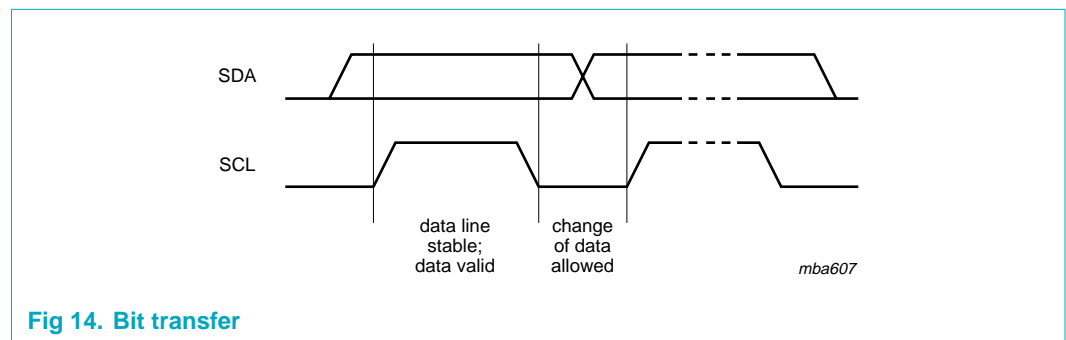 SDA
SCL
data line
stable;
data valid
change
of data
allowed
mba607
Fig 14. Bit transfer